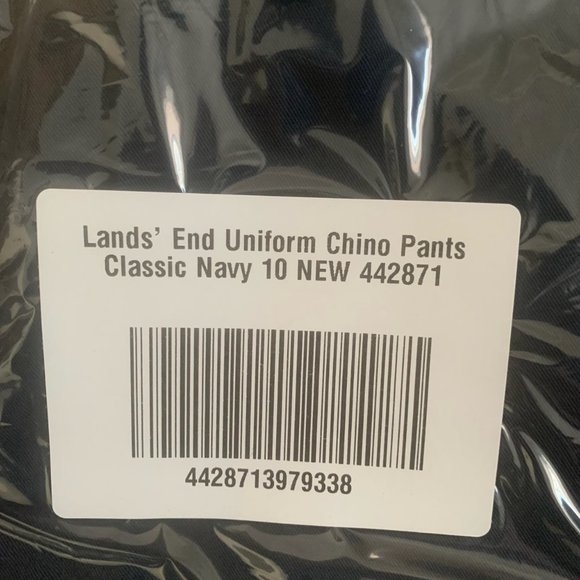 Lands’ End Uniform Chino Pants
Classic Navy 10 NEW 442871
4428713979338